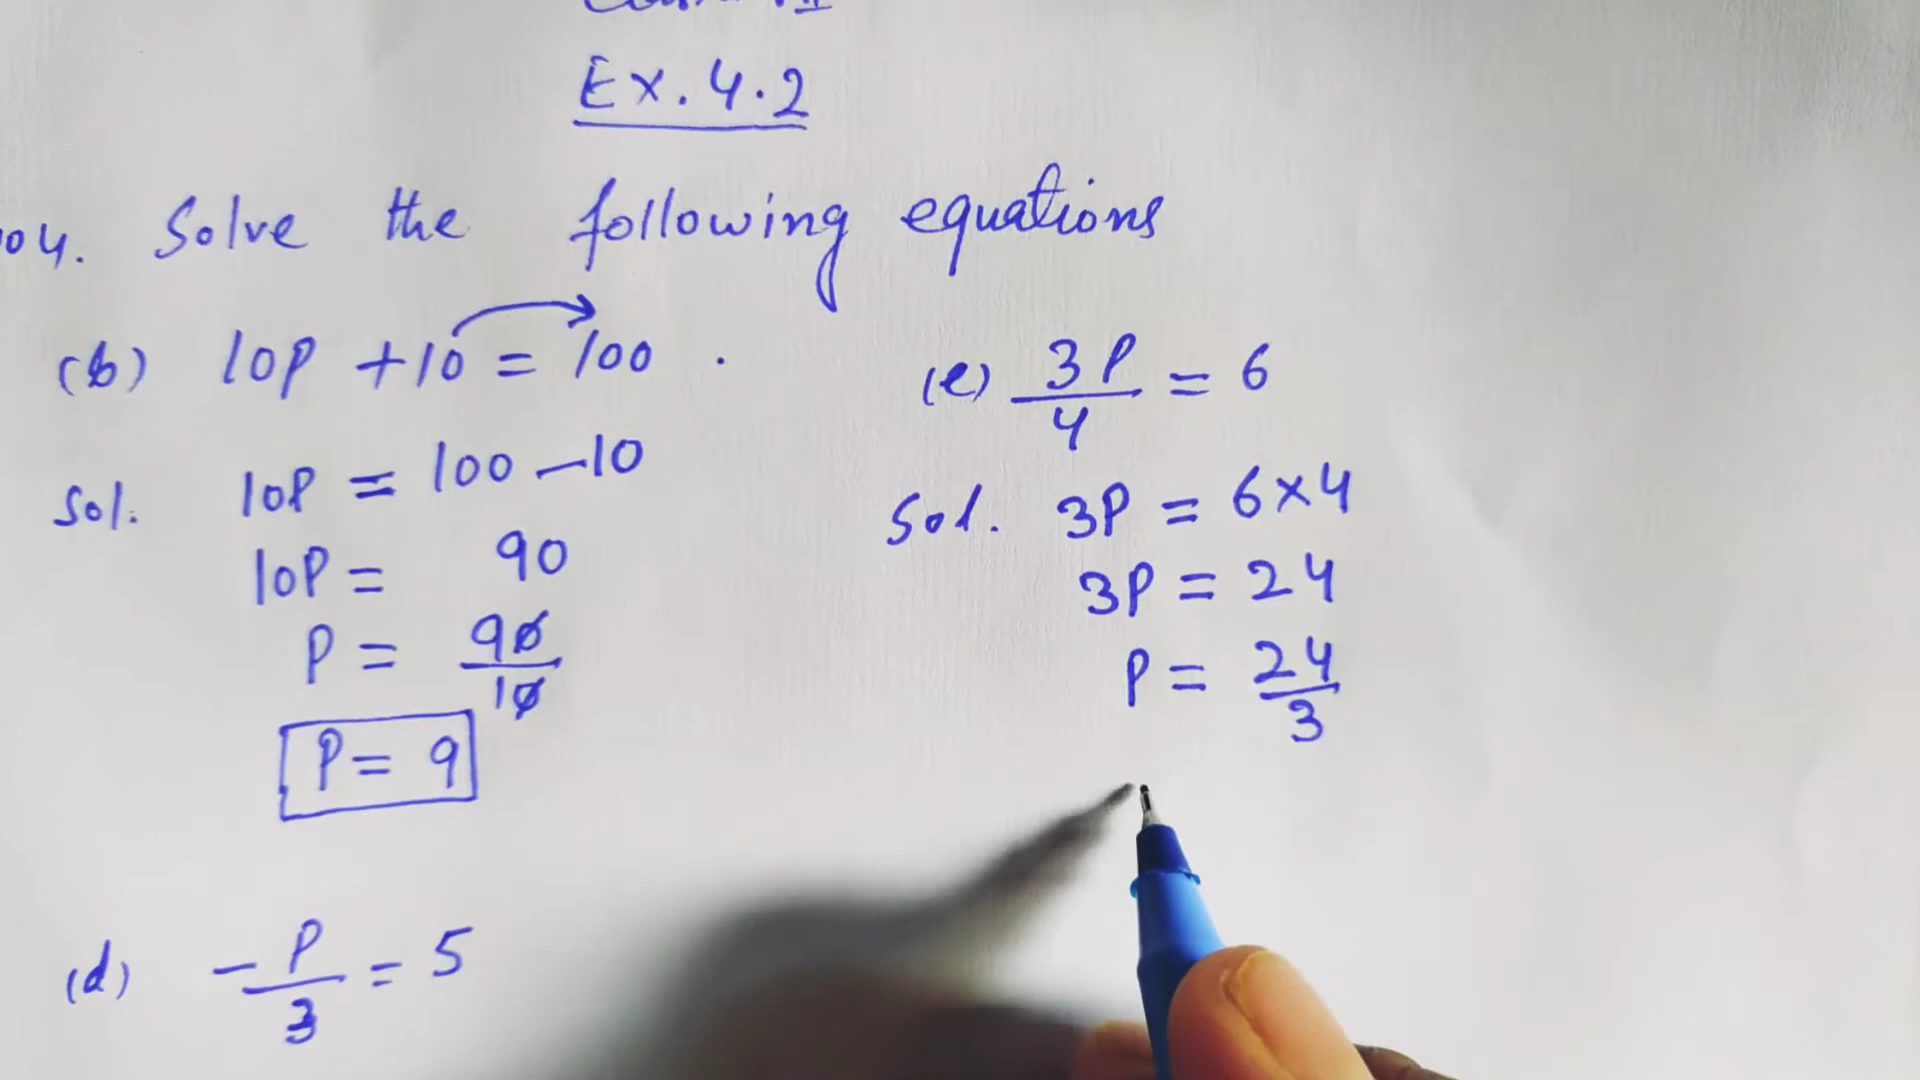 Ex. 4.2
04. Solve the following equations
(b) 10P + 10 = 100 .
Sol. 10P = 100 - 10
10P = 90
P = 90/10
P = 9
(d) - P/3 = 5
(e) 3P/4 = 6
Sol. 3P = 6×4
3P = 24
P = 24/3